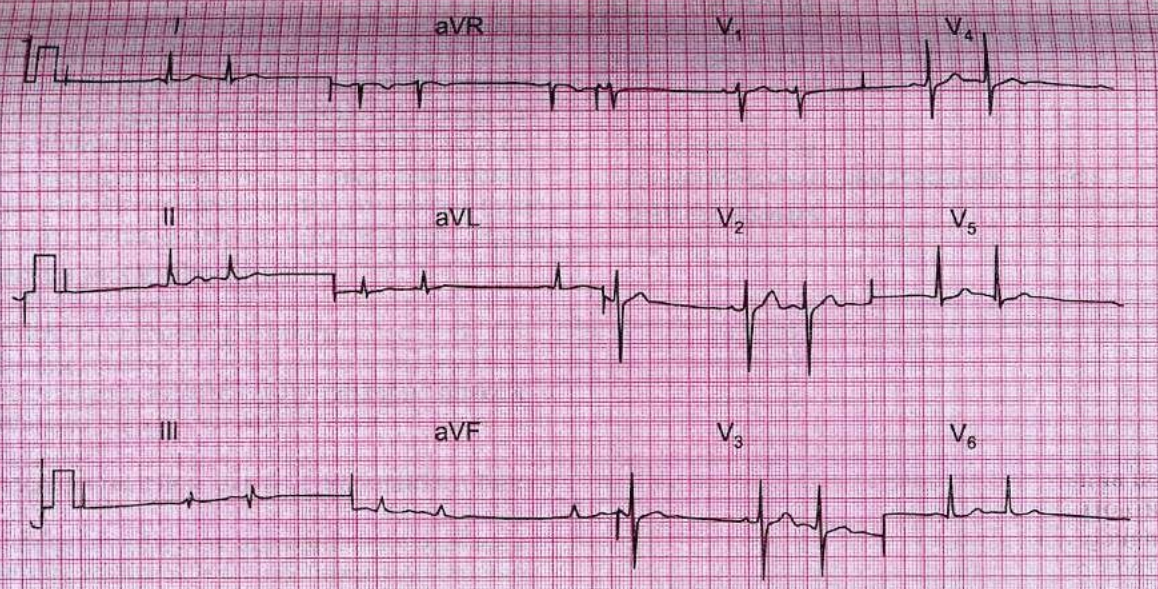 I aVR V₁ V₄
II aVL V₂ V₅
III aVF V₃ V₆